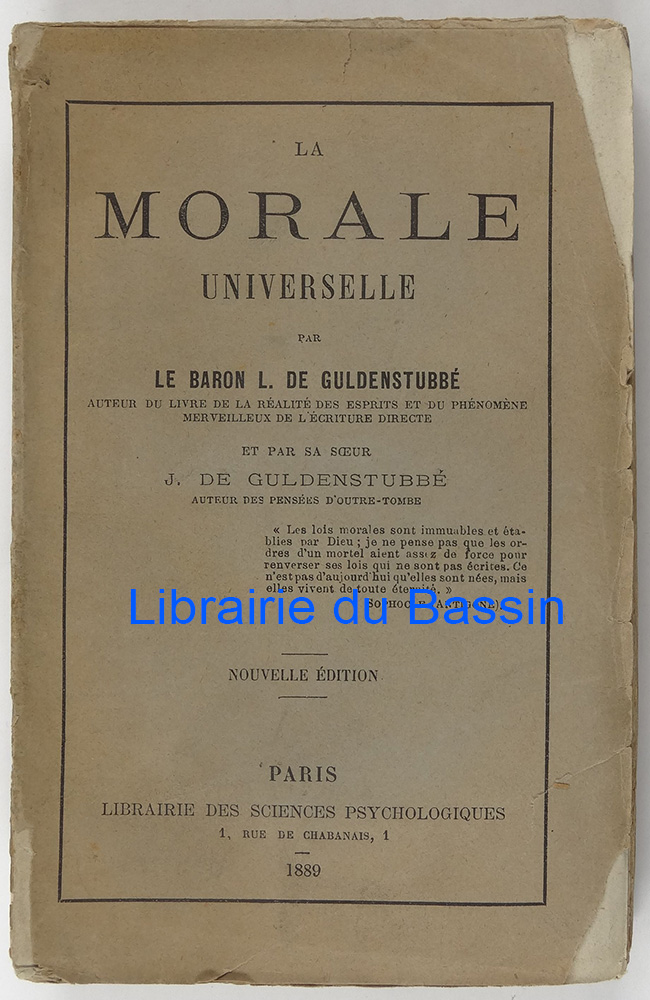 LA
MORALE
UNIVERSELLE
PAR
LE BARON L. DE GULDENSTUBBÉ
AUTEUR DU LIVRE DE LA RÉALITÉ DES ESPRITS ET DU PHÉNOMÈNE
MERVEILLEUX DE L'ÉCRITURE DIRECTE
ET PAR SA SŒUR
J. DE GULDENSTUBBÉ
AUTEUR DES PENSÉES D'OUTRE-TOMBE
« Les lois morales sont immuables et éta-
blies par Dieu ; je ne pense pas que les or-
dres d'un mortel aient assez de force pour
renverser ses lois qui ne sont pas écrites. Ce
n'est pas d'aujourd'hui qu'elles sont nées, mais
elles vivent de toute éternité. »
Librairie du Bassin
SOPHOCLE (ANTIGONE).
NOUVELLE ÉDITION
PARIS
LIBRAIRIE DES SCIENCES PSYCHOLOGIQUES
1, RUE DE CHABANAIS, 1
1889